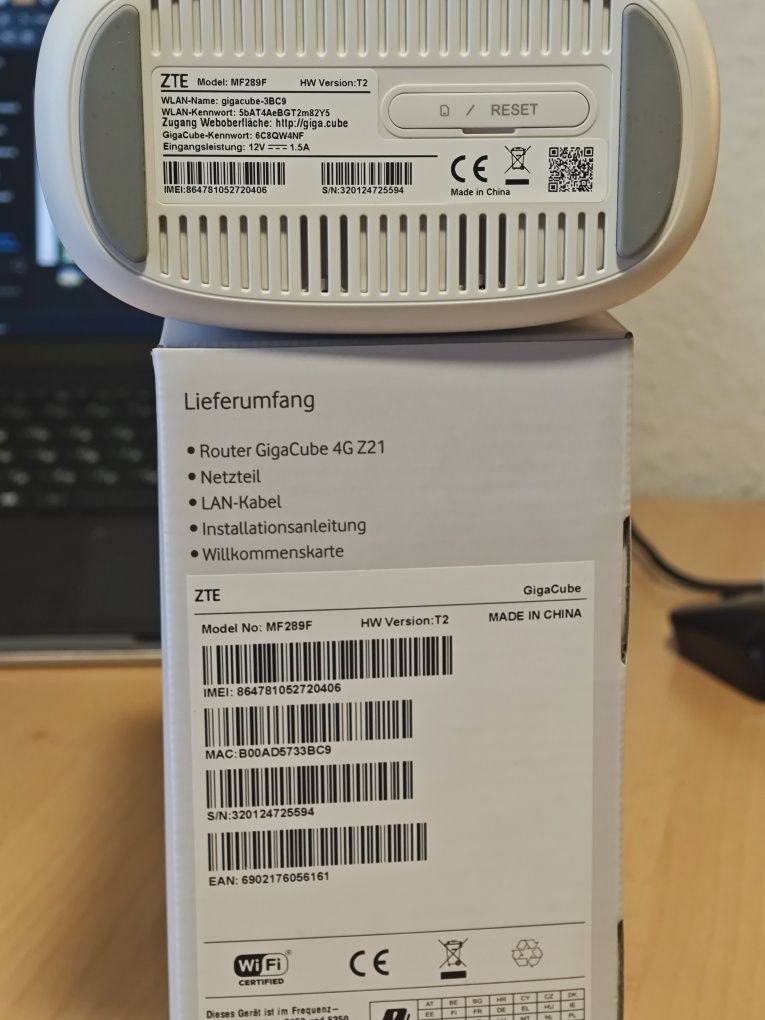 ZTE Model: MF289F HW Version:T2
WLAN-Name: gigacube-3BC9
WLAN-Kennwort: 5bAT4AeBGT2m82Y5
Zugang Weboberfläche: http://giga.cube
GigaCube-Kennwort: 6C8QW4NF
Eingangsleistung: 12V 1.5A
IMEI:864781052720406 S/N:320124725594
/ RESET
CE
Made in China
Lieferumfang
• Router GigaCube 4G Z21
• Netzteil
• LAN-Kabel
• Installationsanleitung
• Willkommenskarte
ZTE GigaCube
Model No: MF289F HW Version:T2 MADE IN CHINA
IMEI: 864781052720406
MAC:B00AD5733BC9
S/N:320124725594
EAN: 6902176056161
WiFi®
CERTIFIED
CE
Dieses Gerät ist im Frequenz-
AT BE BG HR CY CZ DK
EE FI FR DE EL HU IE